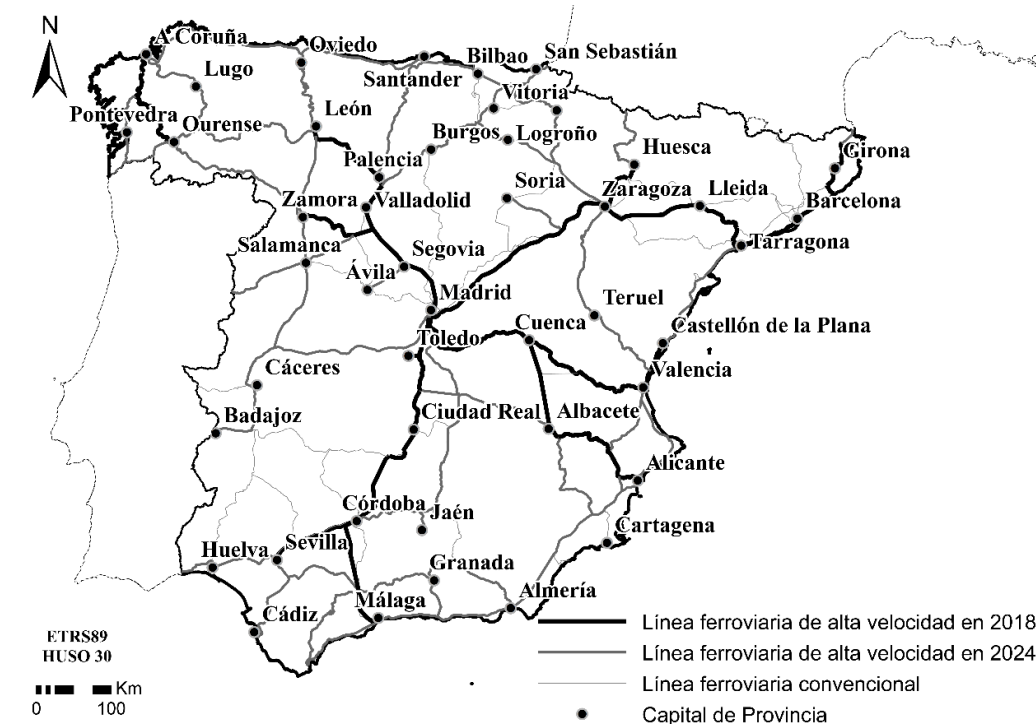 N
A Coruña
Oviedo
Bilbao
San Sebastián
Lugo
Santander
Vitoria
Pontevedra
León
Ourense
Burgos
Logroño
Huesca
Girona
Palencia
Soria
Zaragoza
Lleida
Zamora
Valladolid
Barcelona
Salamanca
Segovia
Tarragona
Ávila
Madrid
Teruel
Cuenca
Castellón de la Plana
Toledo
Cáceres
Valencia
Badajoz
Ciudad Real
Albacete
Alicante
Córdoba
Jaén
Cartagena
Huelva
Sevilla
Granada
Almería
Málaga
Cádiz
Línea ferroviaria de alta velocidad en 2018
ETRS89
HUSO 30
Línea ferroviaria de alta velocidad en 2024
Línea ferroviaria convencional
Km
0 100
Capital de Provincia